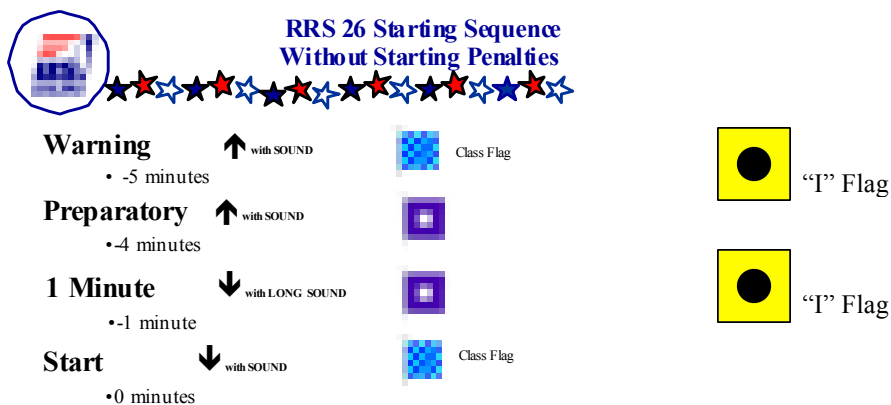 RRS 26 Starting Sequence
Without Starting Penalties
Warning with SOUND Class Flag
• -5 minutes
“I” Flag
Preparatory with SOUND
•-4 minutes
1 Minute with LONG SOUND
“I” Flag
•-1 minute
Start with SOUND Class Flag
•0 minutes